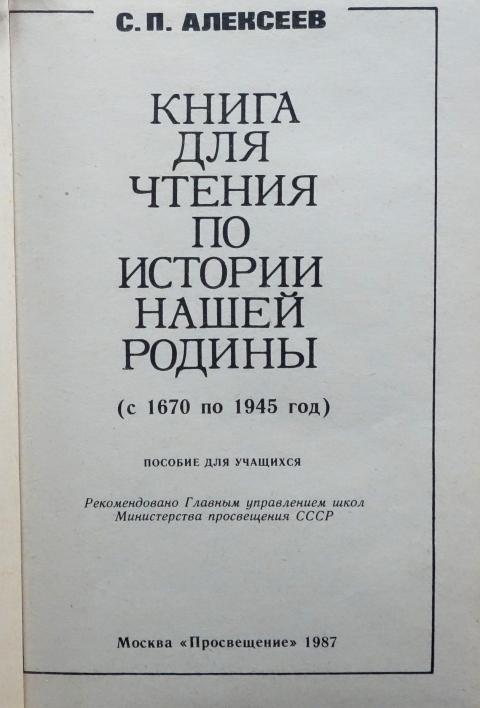 С. П. АЛЕКСЕЕВ
КНИГА
ДЛЯ
ЧТЕНИЯ
ПО
ИСТОРИИ
НАШЕЙ
РОДИНЫ
(с 1670 по 1945 год)
ПОСОБИЕ ДЛЯ УЧАЩИХСЯ
Рекомендовано Главным управлением школ
Министерства просвещения СССР
Москва «Просвещение» 1987